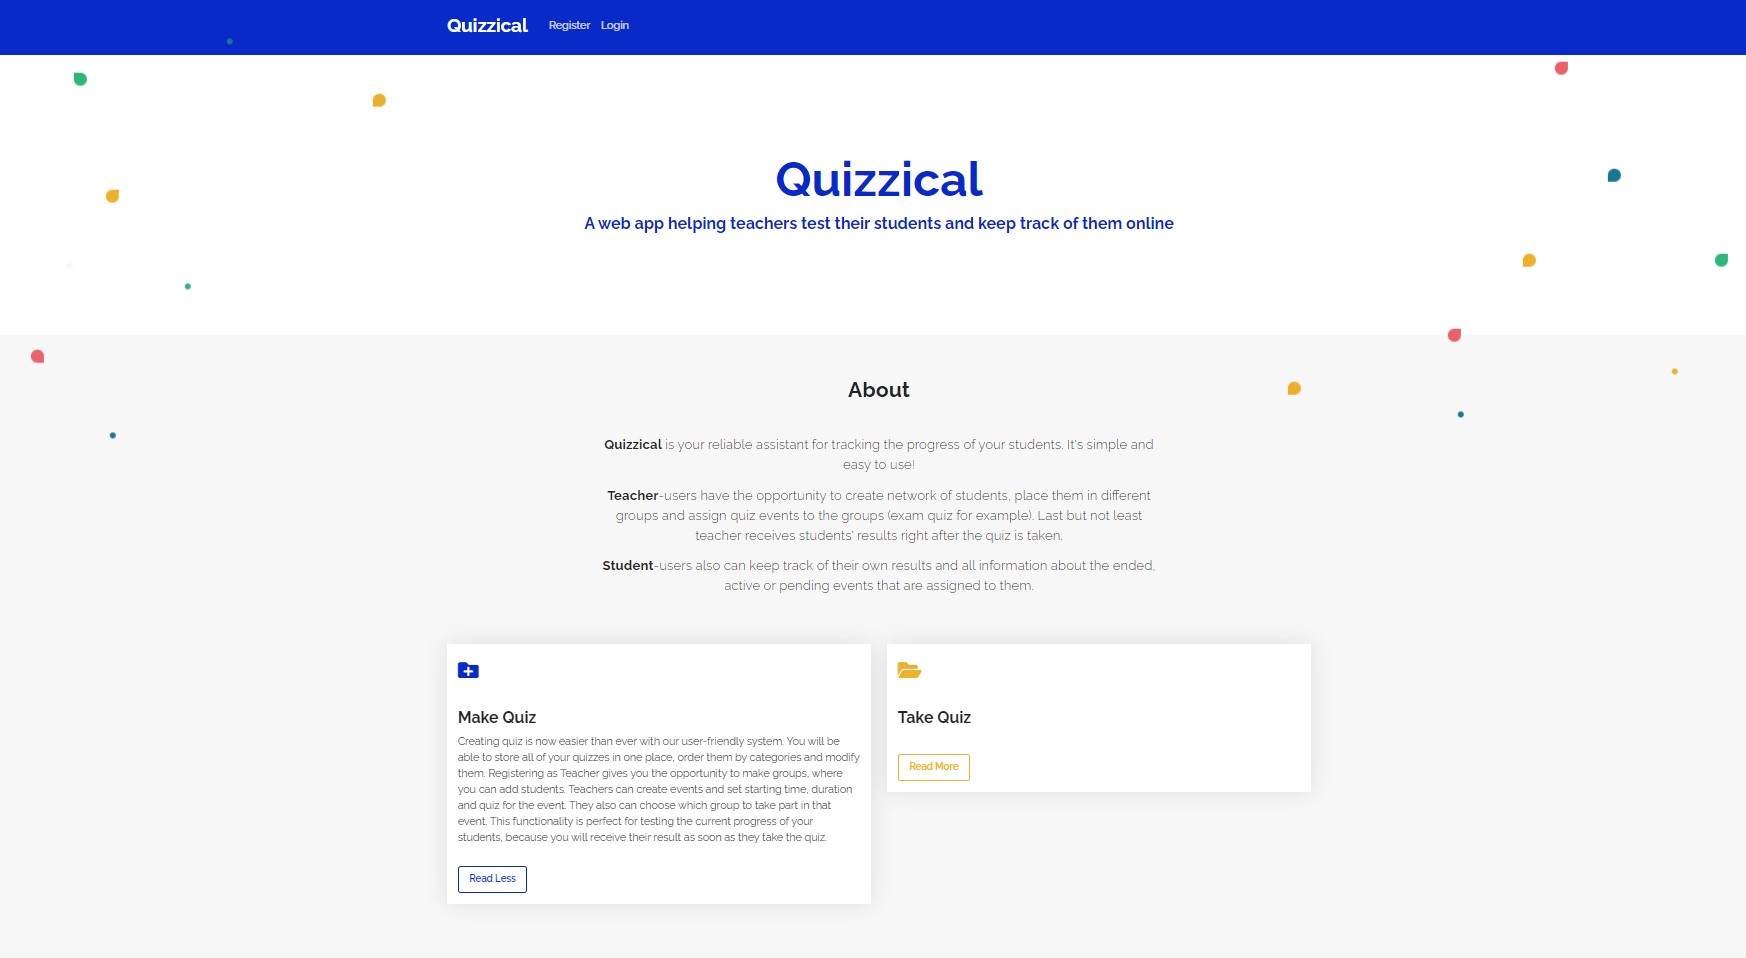 Quizzical Register Login
Quizzical
A web app helping teachers test their students and keep track of them online
About
Quizzical is your reliable assistant for tracking the progress of your students. It's simple and
easy to use!
Teacher-users have the opportunity to create network of students, place them in different
groups and assign quiz events to the groups (exam quiz for example). Last but not least
teacher receives students' results right after the quiz is taken.
Student-users also can keep track of their own results and all information about the ended,
active or pending events that are assigned to them.
Make Quiz
Creating quiz is now easier than ever with our user-friendly system. You will be
able to store all of your quizzes in one place, order them by categories and modify
them. Registering as Teacher gives you the opportunity to make groups, where
you can add students. Teachers can create events and set starting time, duration
and quiz for the event. They also can choose which group to take part in that
event. This functionality is perfect for testing the current progress of your
students, because you will receive their result as soon as they take the quiz.
Read Less
Take Quiz
Read More